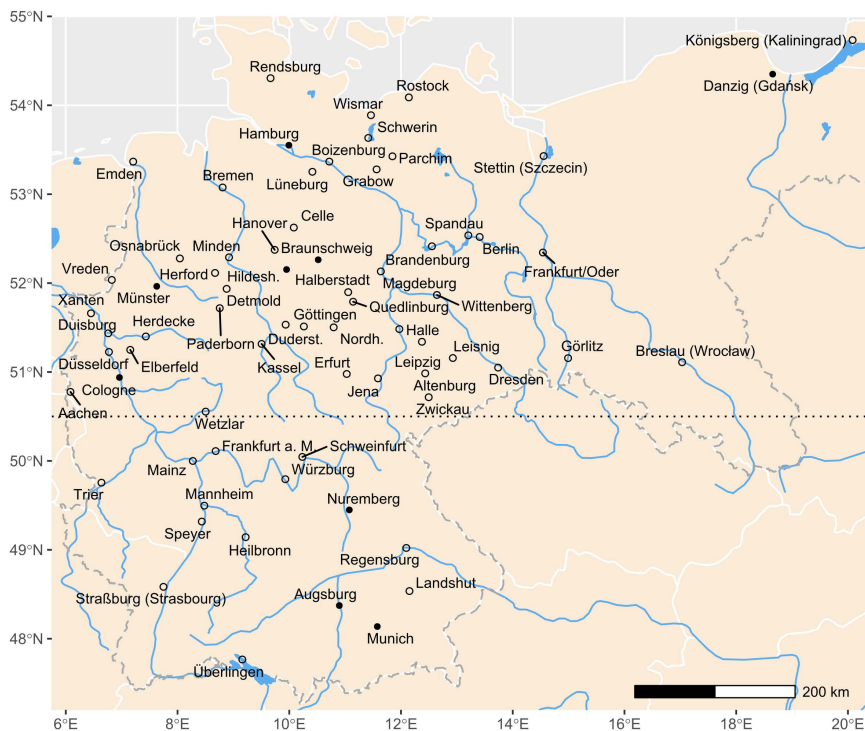 55°N
Königsberg (Kaliningrad)
Rendsburg
Danzig (Gdańsk)
Rostock
54°N
Wismar
Schwerin
Hamburg
Boizenburg
Parchim
Stettin (Szczecin)
Emden
Bremen
Lüneburg
Grabow
53°N
Celle
Hanover
Spandau
Osnabrück
Minden
Braunschweig
Berlin
Brandenburg
Vreden
Herford
Hildesh.
Halberstadt
Magdeburg
Frankfurt/Oder
52°N
Münster
Xanten
Detmold
Quedlinburg
Wittenberg
Duisburg
Herdecke
Göttingen
Paderborn
Duderst.
Nordh.
Halle
Leisnig
Görlitz
Breslau (Wrocław)
Düsseldorf
Elberfeld
Kassel
Erfurt
Leipzig
51°N
Dresden
Cologne
Jena
Altenburg
Aachen
Zwickau
Wetzlar
Frankfurt a. M.
Schweinfurt
50°N
Mainz
Würzburg
Trier
Mannheim
Nuremberg
Speyer
Heilbronn
49°N
Regensburg
Straßburg (Strasbourg)
Augsburg
Landshut
48°N
Munich
Überlingen
200 km
6°E
8°E
10°E
12°E
14°E
16°E
18°E
20°E